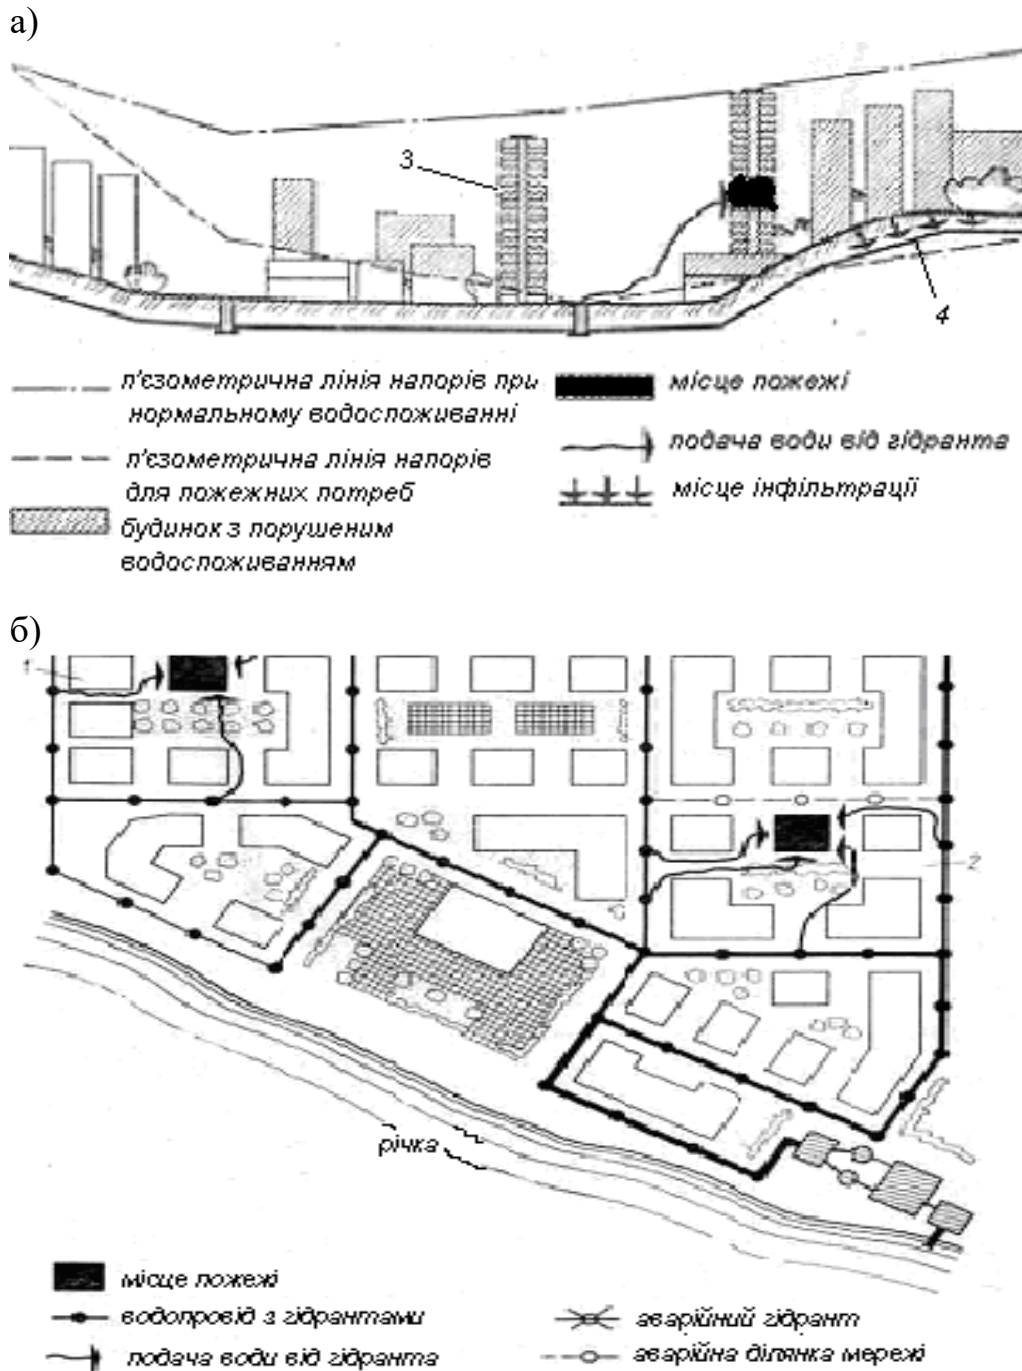 а)
3
4
п'єзометрична лінія напорів при
нормальному водоспоживанні
п'єзометрична лінія напорів
для пожежних потреб
будинок з порушеним
водоспоживанням
місце пожежі
подача води від гідранта
місце інфільтрації
б)
1
2
річка
місце пожежі
водопровід з гідрантами
подача води від гідранта
аварійний гідрант
аварійна ділянка мережі